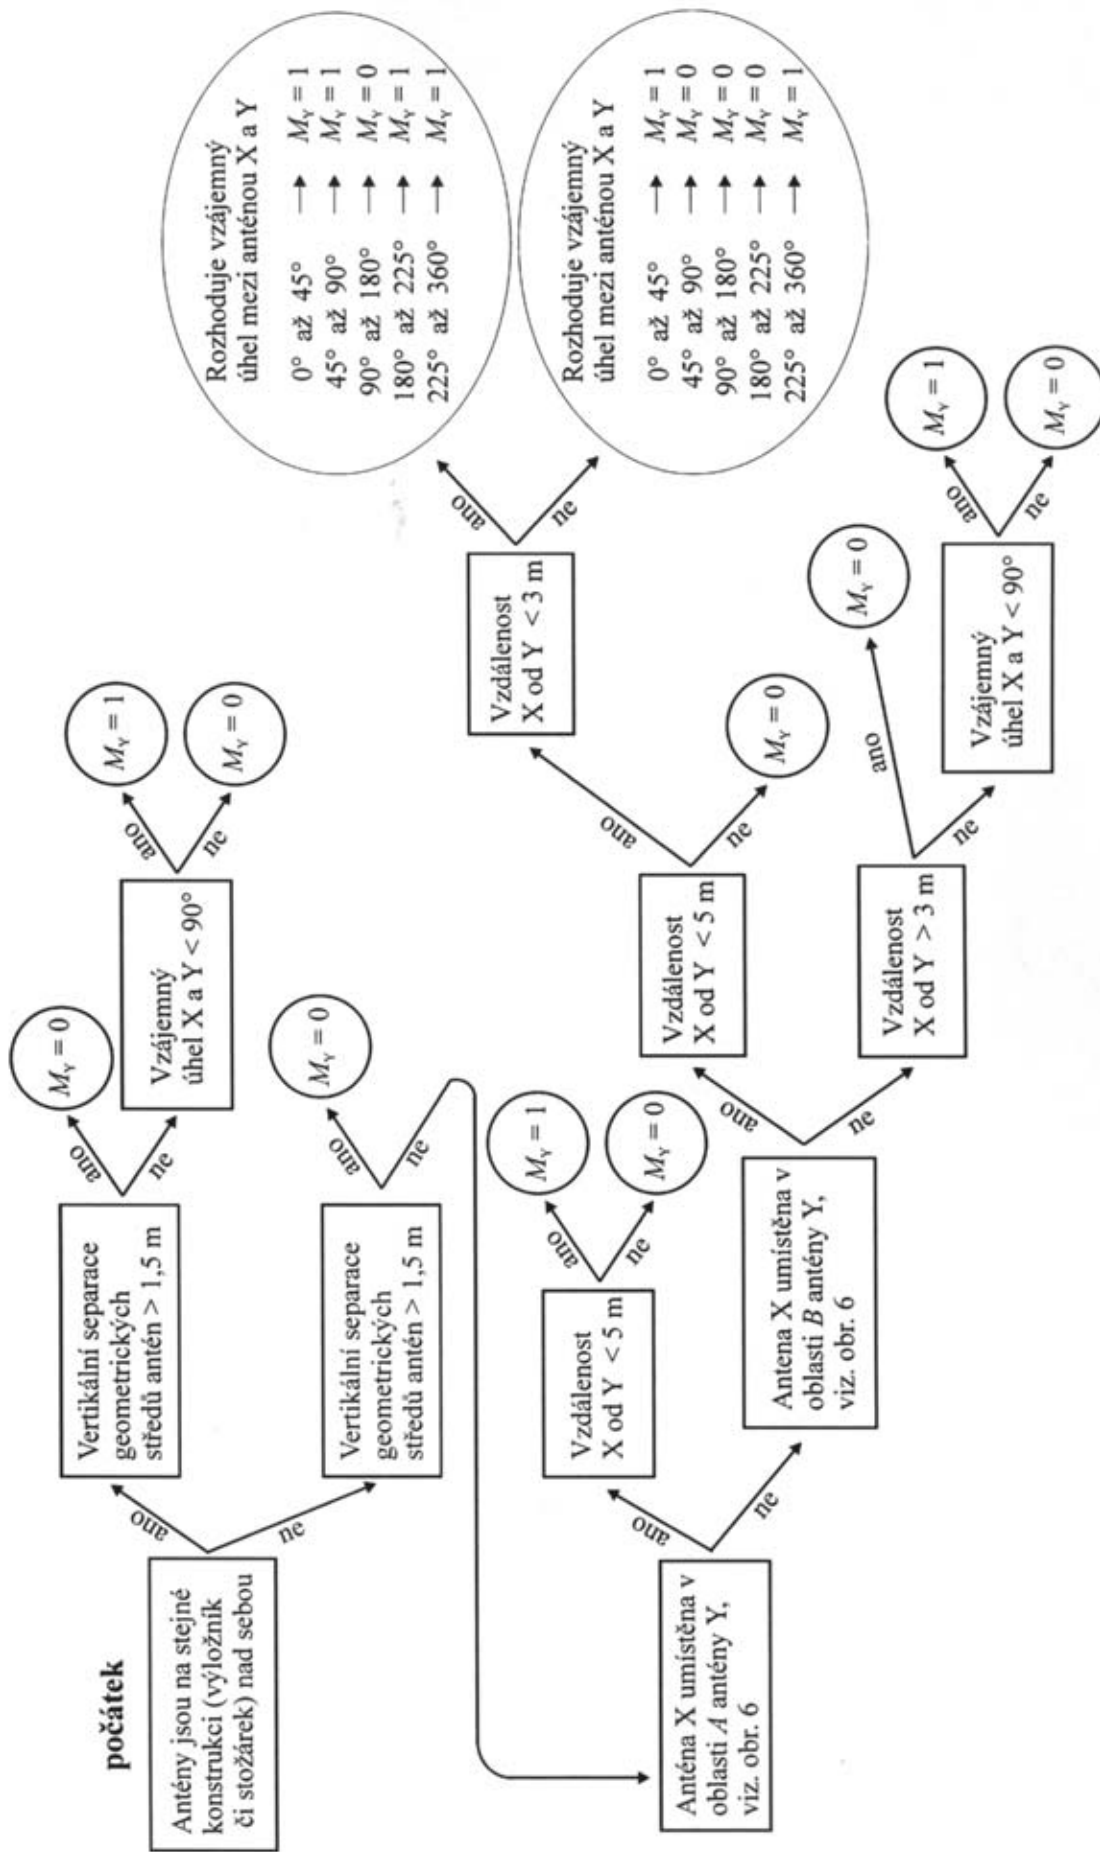 počátek
Antény jsou na stejné
konstrukci (výložník
či stožárek) nad sebou
ano
ne
Vertikální separace
geometrických
středů antén > 1,5 m
ano
ne
M_Y = 0
Vzájemný
úhel X a Y < 90°
ano
ne
M_Y = 1
M_Y = 0
Vertikální separace
geometrických
středů antén > 1,5 m
ano
ne
M_Y = 0
Anténa X umístěna v
oblasti A antény Y,
viz. obr. 6
ano
ne
Vzdálenost
X od Y < 5 m
ano
ne
M_Y = 1
M_Y = 0
Antena X umístěna v
oblasti B antény Y,
viz. obr. 6
ano
ne
Vzdálenost
X od Y < 5 m
ano
ne
M_Y = 0
Vzdálenost
X od Y < 3 m
ano
ne
Rozhoduje vzájemný
úhel mezi anténou X a Y
0° až 45° → M_Y = 1
45° až 90° → M_Y = 1
90° až 180° → M_Y = 0
180° až 225° → M_Y = 1
225° až 360° → M_Y = 1
Rozhoduje vzájemný
úhel mezi anténou X a Y
0° až 45° → M_Y = 1
45° až 90° → M_Y = 0
90° až 180° → M_Y = 0
180° až 225° → M_Y = 0
225° až 360° → M_Y = 1
Vzdálenost
X od Y > 3 m
ano
ne
M_Y = 0
Vzájemný
úhel X a Y < 90°
ano
ne
M_Y = 1
M_Y = 0